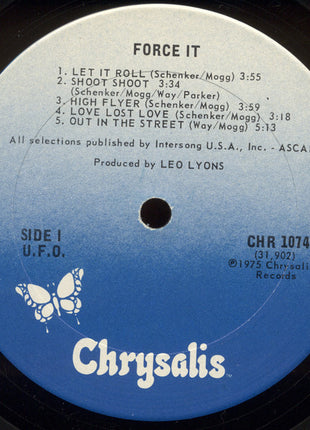 FORCE IT
1. LET IT ROLL (Schenker/Mogg) 3:55
2. SHOOT SHOOT 3:34
(Schenker/Mogg/Way/Parker)
3. HIGH FLYER (Schenker/Mogg) 3:59
4. LOVE LOST LOVE (Schenker/Mogg) 3:18
5. OUT IN THE STREET (Way/Mogg) 5:13
All selections published by Intersong U.S.A., Inc. - ASCA
Produced by LEO LYONS
SIDE I
U.F.O.
CHR 1074
(31,902)
℗1975 Chrysali
Records
Chrysalis™